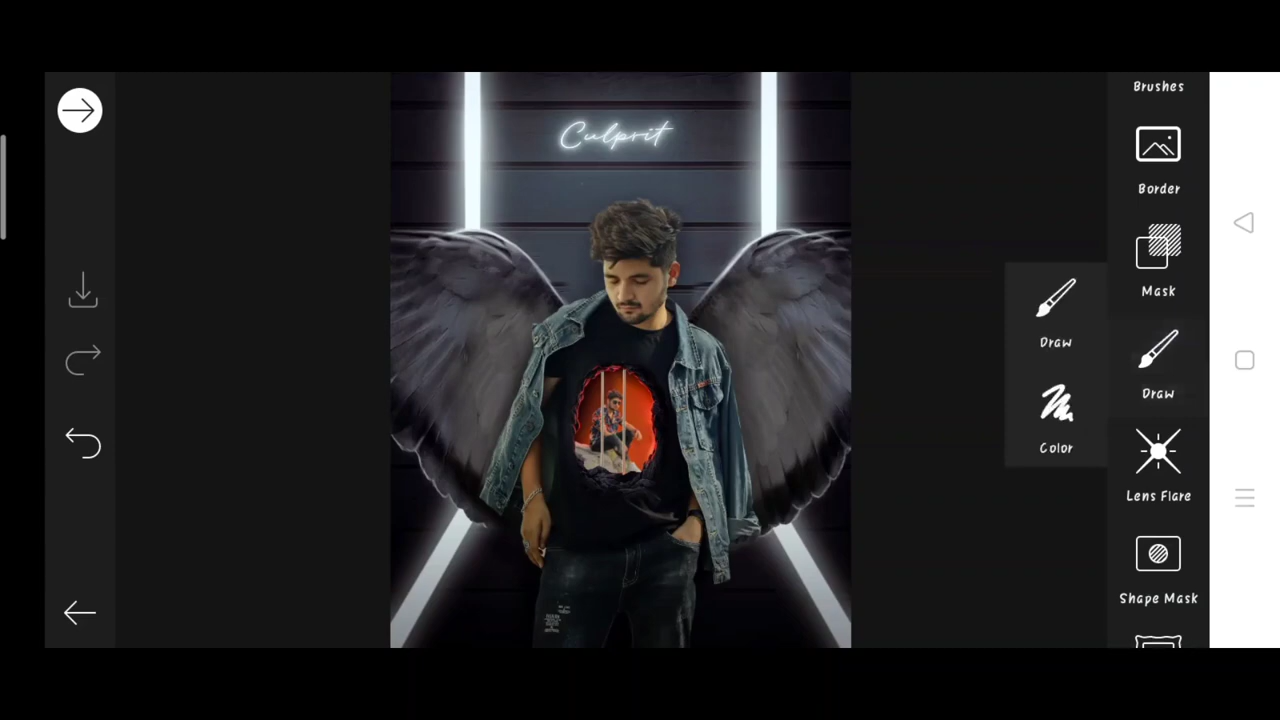 Culprit
Brushes
Border
Mask
Draw
Color
Draw
Lens Flare
Shape Mask